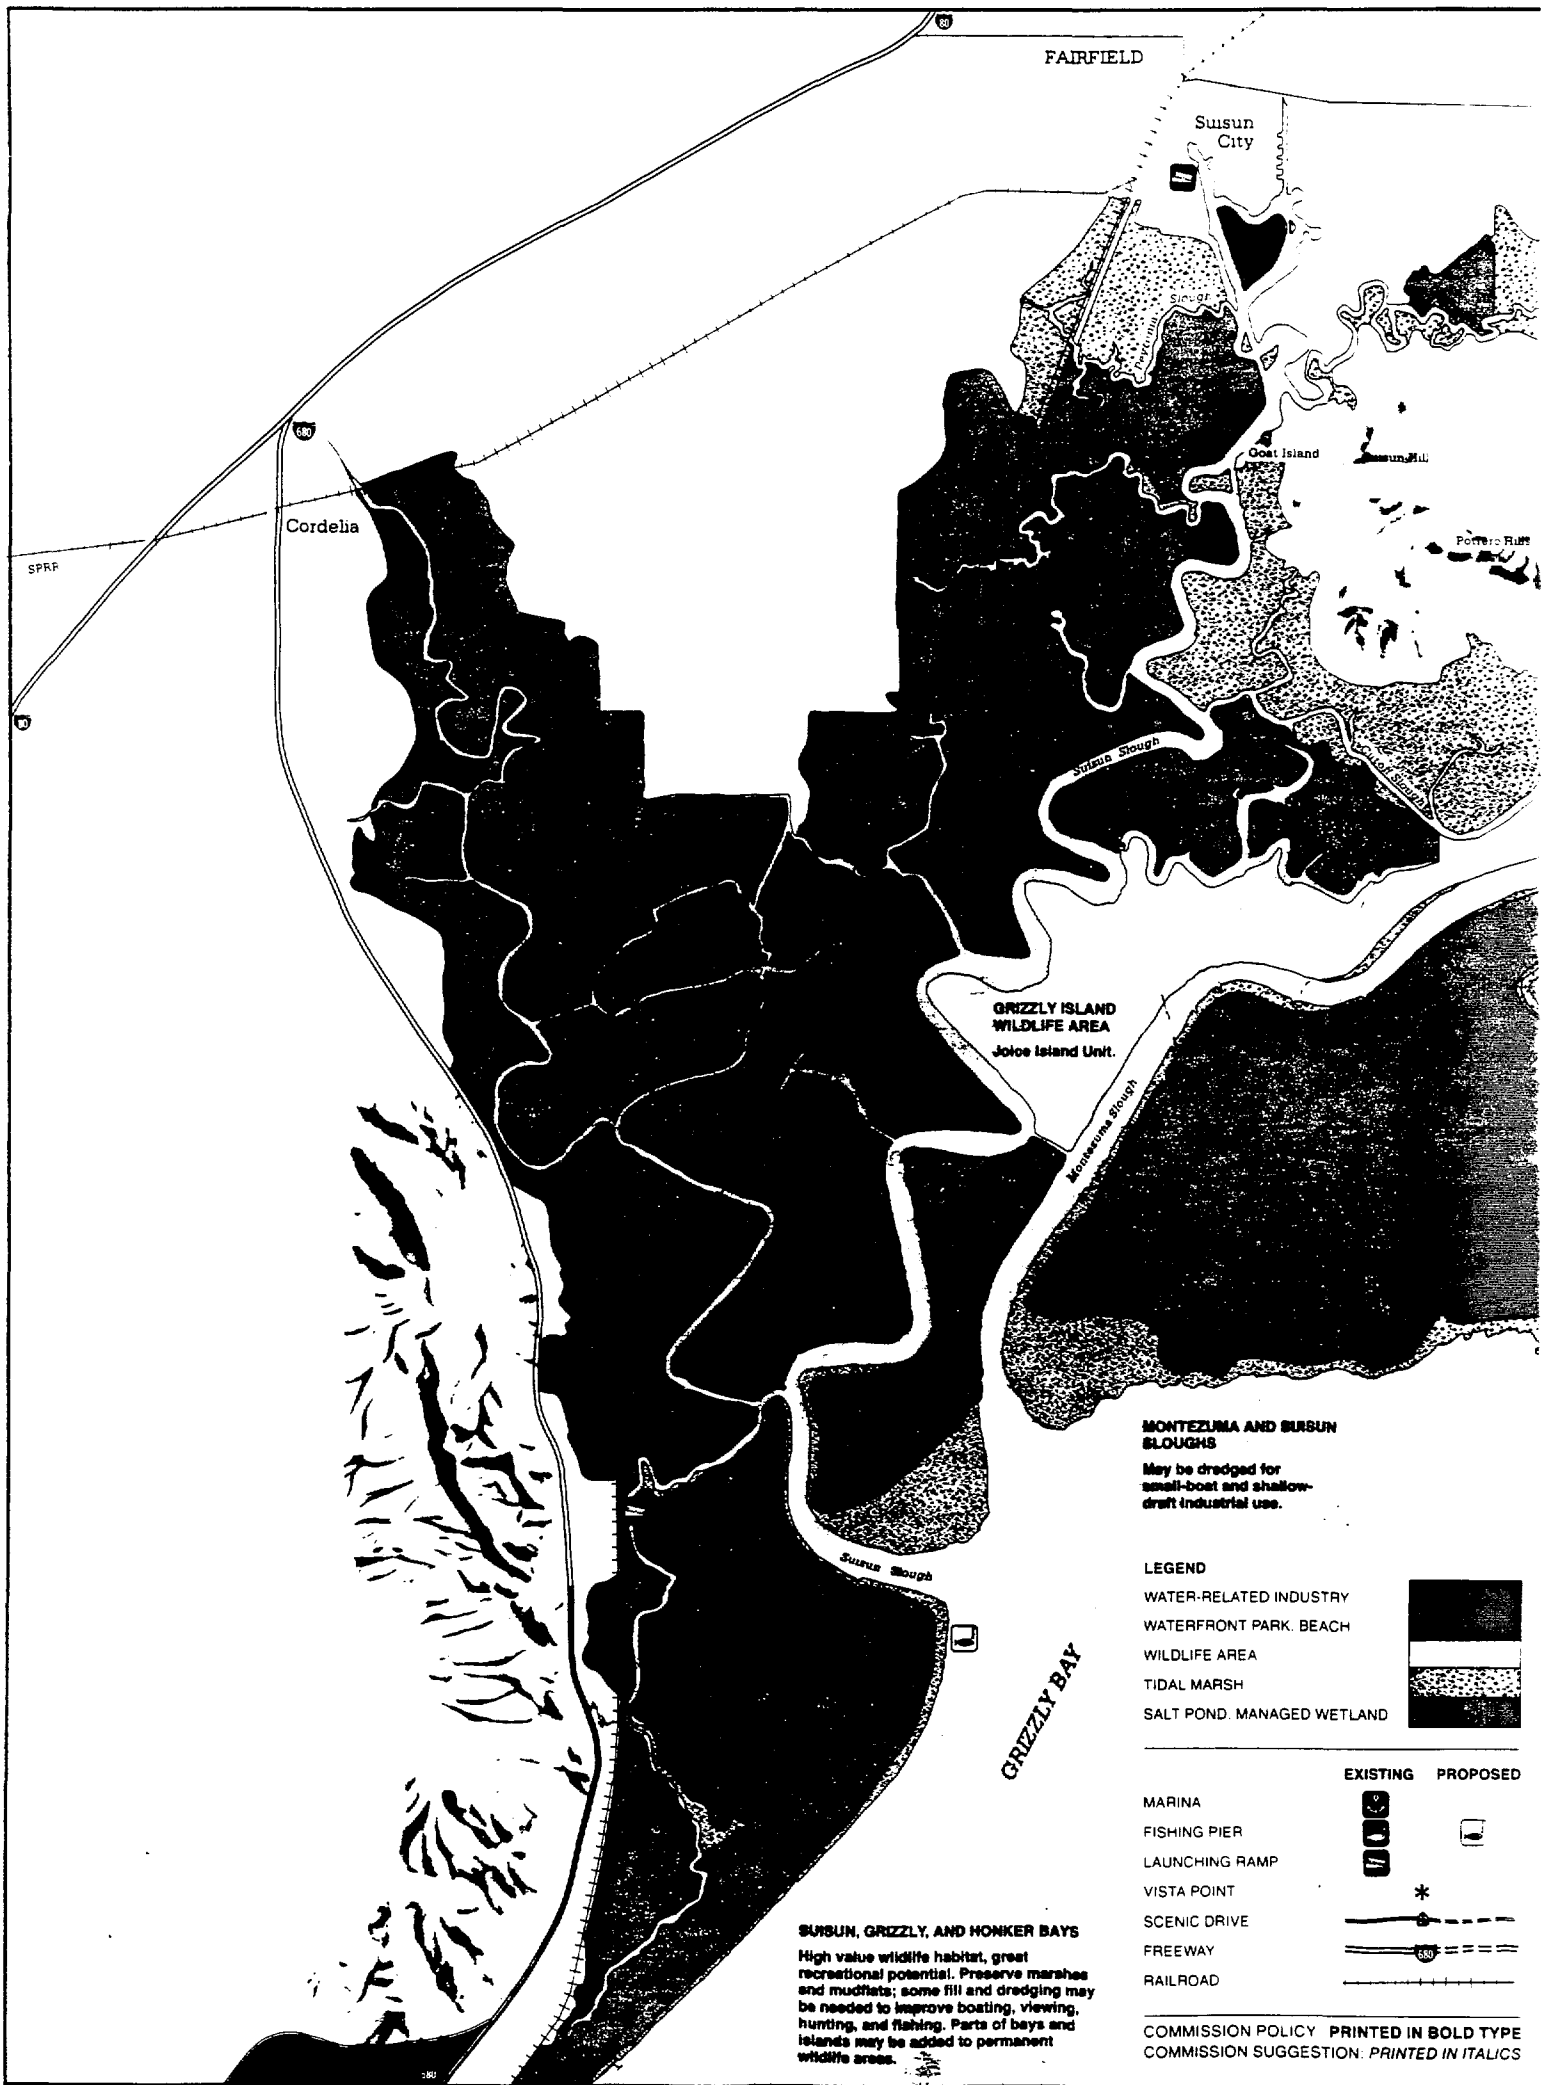 80
FAIRFIELD
Suisun
City
Slough
Goat Island
680
Potrero Hills
Cordelia
SPRR
80
Suisun Slough
GRIZZLY ISLAND
WILDLIFE AREA
Joice Island Unit.
Montezuma Slough
MONTEZUMA AND SUISUN
SLOUGHS
May be dredged for
small-boat and shallow-
draft industrial use.
Suisun Slough
GRIZZLY BAY
LEGEND
WATER-RELATED INDUSTRY
WATERFRONT PARK. BEACH
WILDLIFE AREA
TIDAL MARSH
SALT POND. MANAGED WETLAND
EXISTING PROPOSED
MARINA
FISHING PIER
LAUNCHING RAMP
VISTA POINT
SCENIC DRIVE
FREEWAY
680
RAILROAD
SUISUN, GRIZZLY, AND HONKER BAYS
High value wildlife habitat, great
recreational potential. Preserve marshes
and mudflats; some fill and dredging may
be needed to improve boating, viewing,
hunting, and fishing. Parts of bays and
islands may be added to permanent
wildlife areas.
COMMISSION POLICY PRINTED IN BOLD TYPE
COMMISSION SUGGESTION: PRINTED IN ITALICS